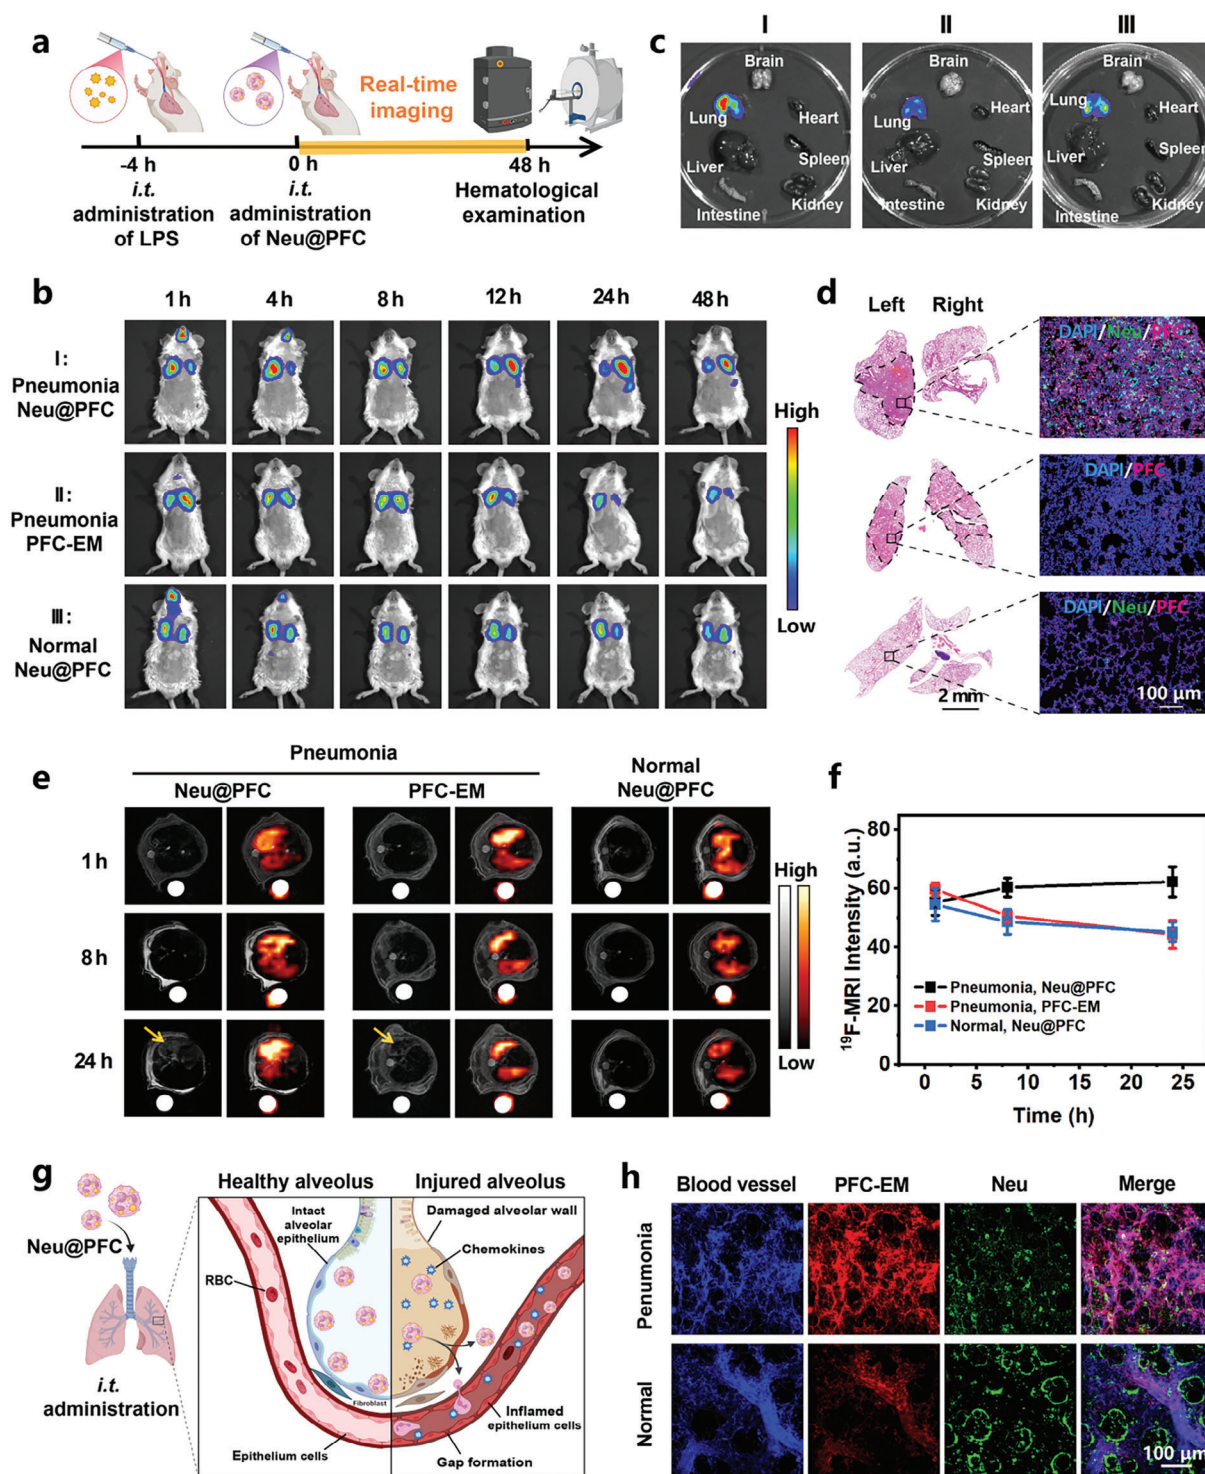 a
Real-time
imaging
-4 h
0 h
48 h
i.t.
administration
of LPS
i.t.
administration
of Neu@PFC
Hematological
examination
c
I
II
III
Brain
Lung
Heart
Liver
Spleen
Intestine
Kidney
Brain
Lung
Heart
Liver
Spleen
Intestine
Kidney
Brain
Lung
Heart
Liver
Spleen
Intestine
Kidney
b
1 h
4 h
8 h
12 h
24 h
48 h
I:
Pneumonia
Neu@PFC
II:
Pneumonia
PFC-EM
III:
Normal
Neu@PFC
High
Low
d
Left
Right
DAPI/Neu/PFC
DAPI/PFC
DAPI/Neu/PFC
2 mm
100 µm
e
Pneumonia
Neu@PFC
PFC-EM
Normal
Neu@PFC
1 h
8 h
24 h
High
Low
f
19F-MRI Intensity (a.u.)
80
60
40
20
0
Pneumonia, Neu@PFC
Pneumonia, PFC-EM
Normal, Neu@PFC
0 5 10 15 20 25
Time (h)
g
Neu@PFC
i.t.
administration
Healthy alveolus
Injured alveolus
Intact
alveolar
epithelium
Damaged alveolar wall
Chemokines
RBC
Fibroblast
Epithelium cells
Inflamed
epithelium cells
Gap formation
h
Blood vessel
PFC-EM
Neu
Merge
Penumonia
Normal
100 µm